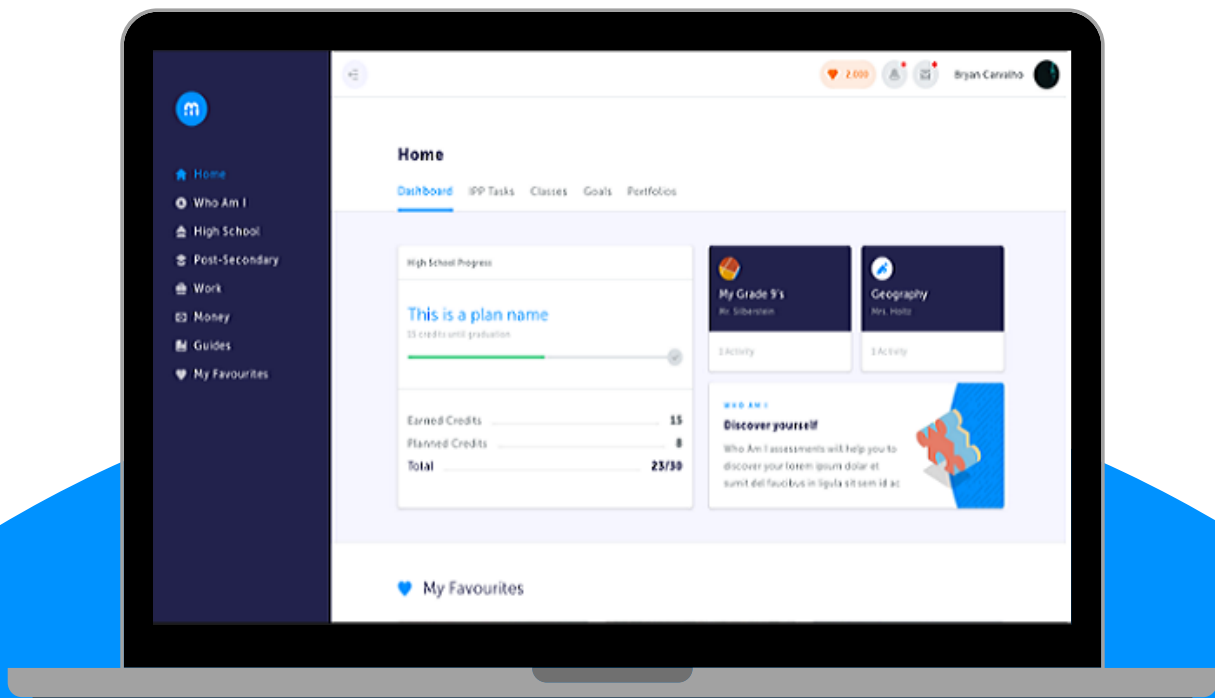 m
Home
Who Am I
High School
Post-Secondary
Work
Money
Guides
My Favourites
2.000
Bryan Carvalho
Home
Dashboard IPP Tasks Classes Goals Portfolios
High School Progress
This is a plan name
15 credits until graduation
Earned Credits 15
Planned Credits 8
Total 23/30
My Grade 9's
Mr. Silberstein
1 Activity
Geography
Mrs. Holtz
1 Activity
WHO AM I
Discover yourself
Who Am I assessments will help you to
discover your lorem ipsum dolar et
sumit del faucibus in ligula sit sem id ac
My Favourites